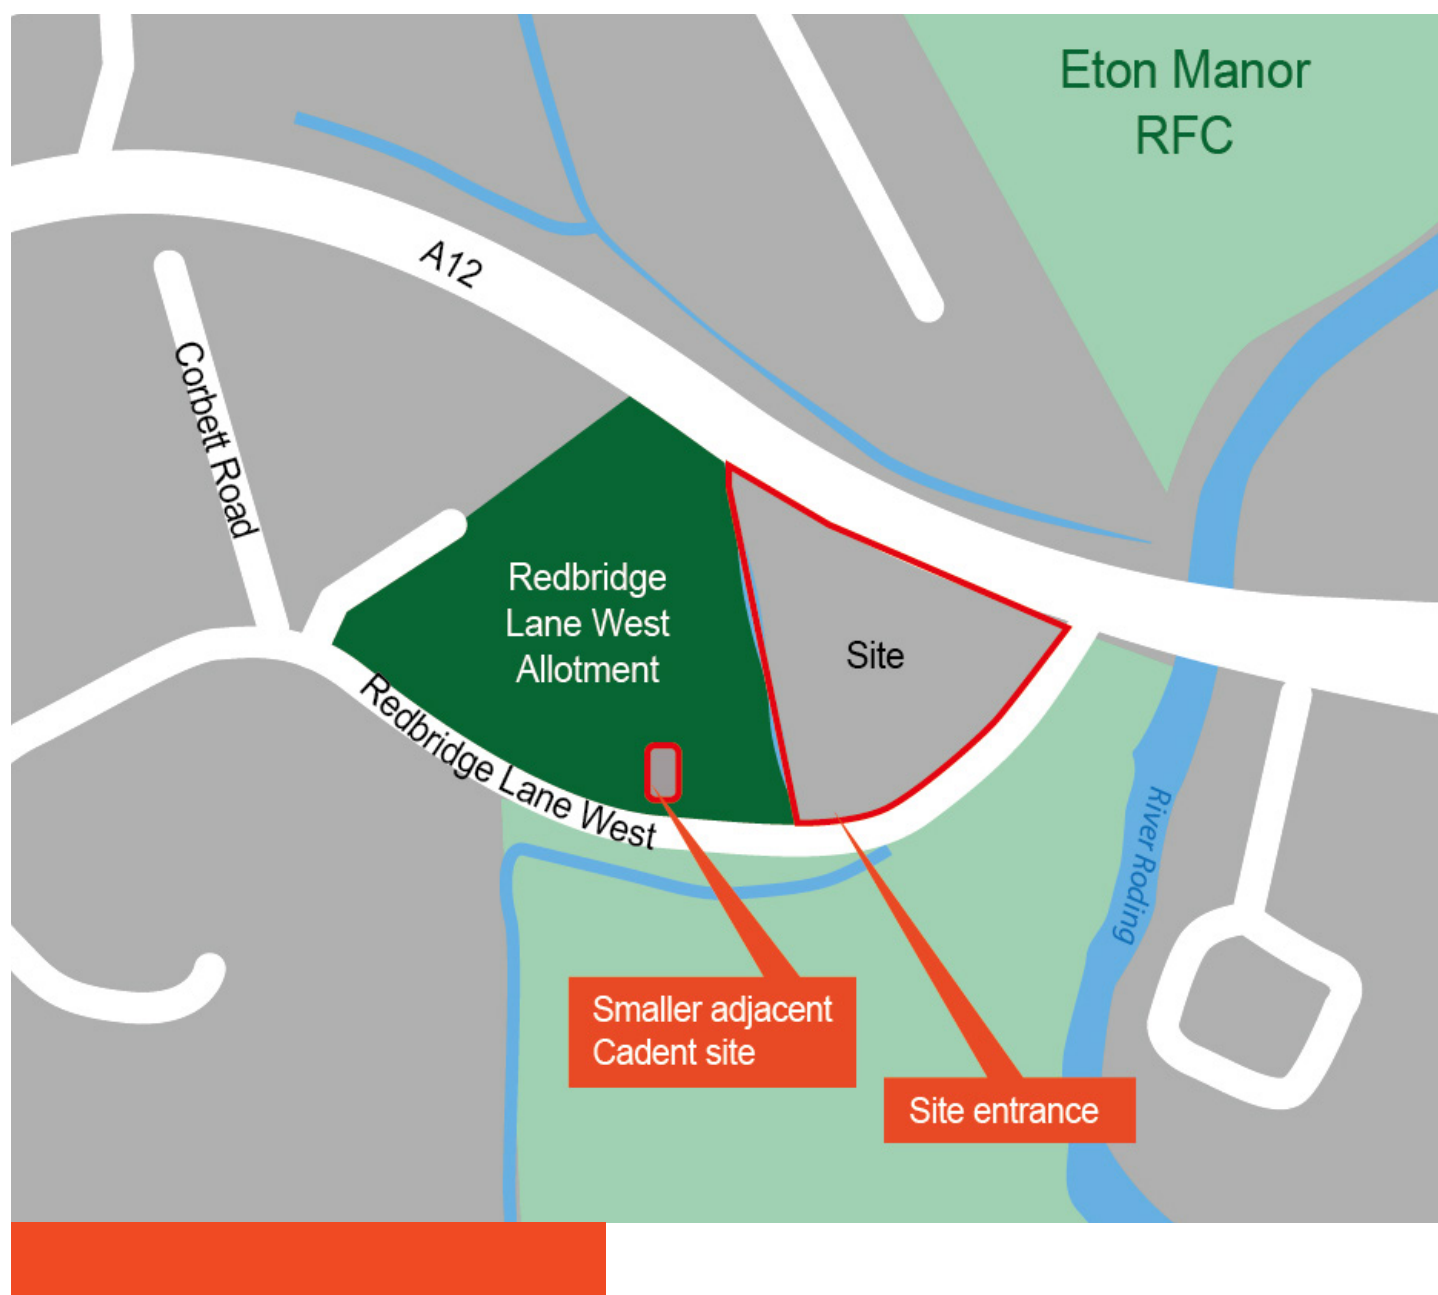 Eton Manor
RFC
A12
Corbett Road
Redbridge
Lane West
Allotment
Site
Redbridge Lane West
River Roding
Smaller adjacent
Cadent site
Site entrance